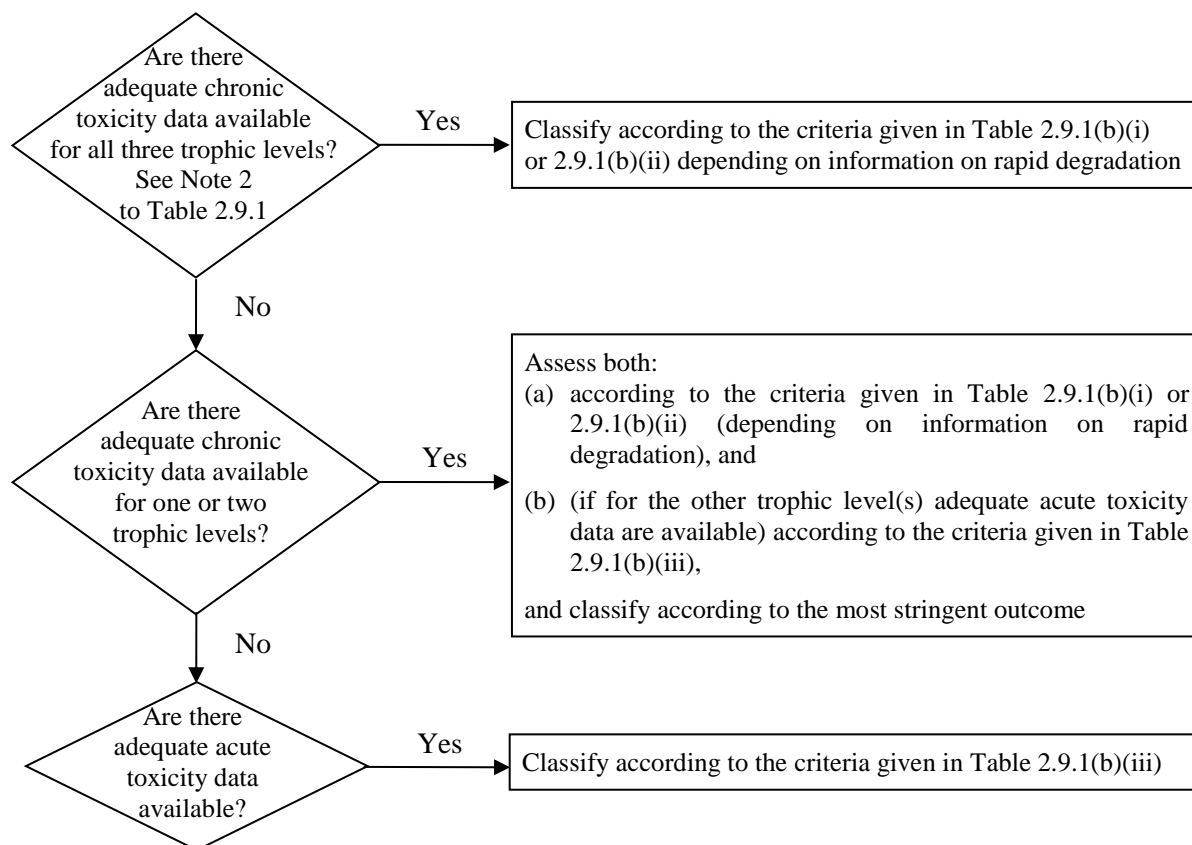 Are there
adequate chronic
toxicity data available
for all three trophic levels?
See Note 2
to Table 2.9.1
Yes
Classify according to the criteria given in Table 2.9.1(b)(i)
or 2.9.1(b)(ii) depending on information on rapid degradation
No
Are there
adequate chronic
toxicity data available
for one or two
trophic levels?
Yes
Assess both:
(a) according to the criteria given in Table 2.9.1(b)(i) or
2.9.1(b)(ii) (depending on information on rapid
degradation), and
(b) (if for the other trophic level(s) adequate acute toxicity
data are available) according to the criteria given in Table
2.9.1(b)(iii),
and classify according to the most stringent outcome
No
Are there
adequate acute
toxicity data
available?
Yes
Classify according to the criteria given in Table 2.9.1(b)(iii)